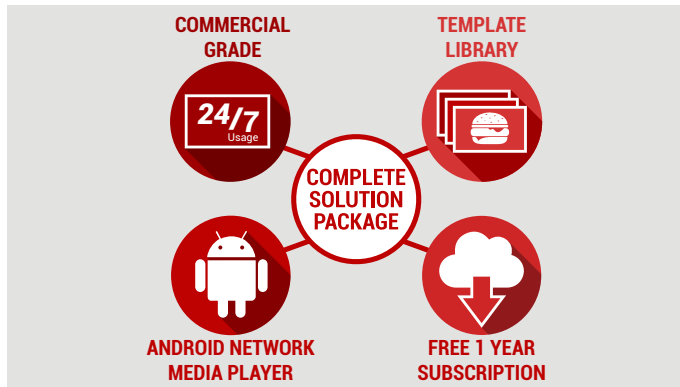 COMMERCIAL
GRADE
TEMPLATE
LIBRARY
24/7
Usage
COMPLETE
SOLUTION
PACKAGE
ANDROID NETWORK
MEDIA PLAYER
FREE 1 YEAR
SUBSCRIPTION